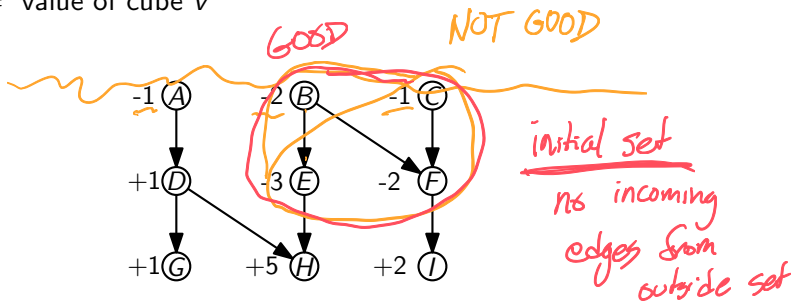 value of cube v
GOOD
NOT GOOD
-1 A
-2 B
-1 C
initial set
+1 D
-3 E
-2 F
no incoming
edges from
outside set
+1 G
+5 H
+2 I